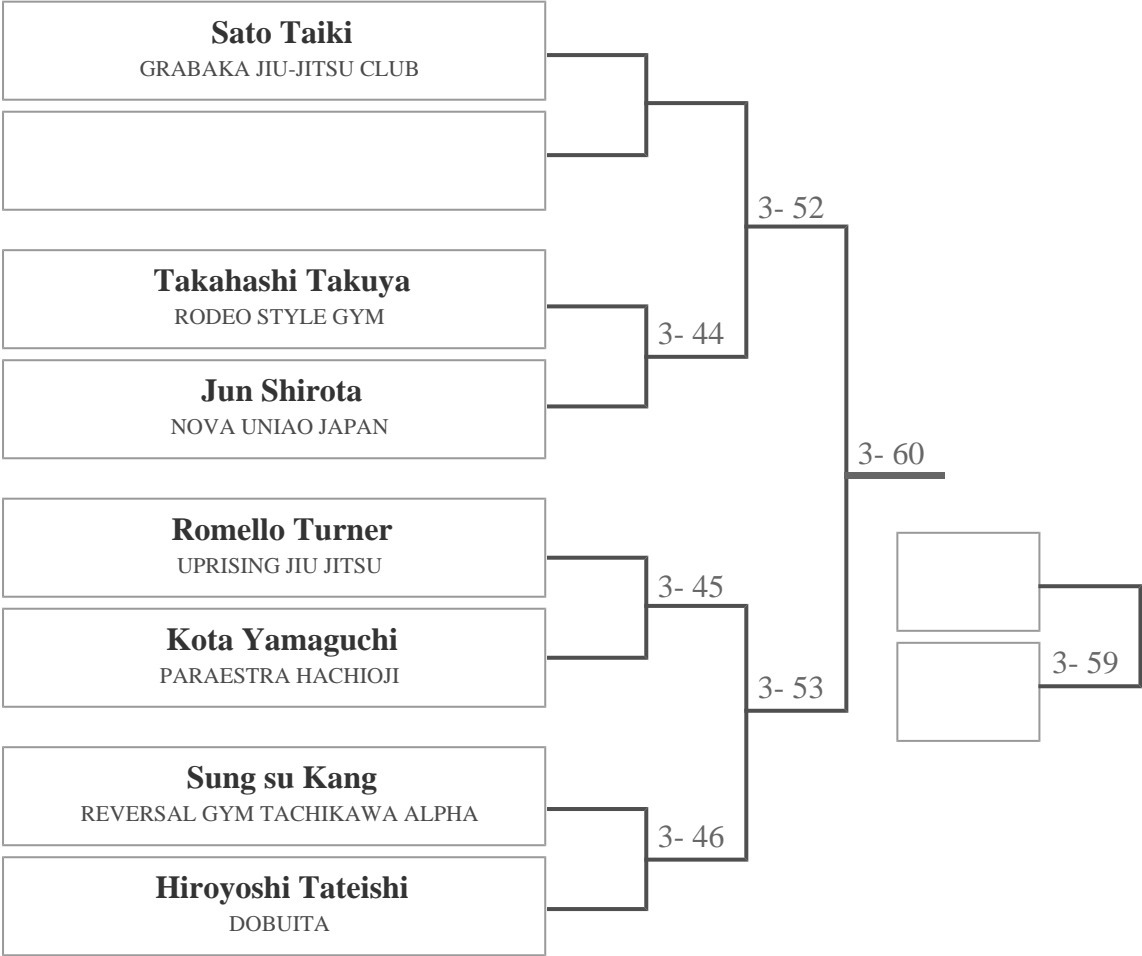 Sato Taiki
GRABAKA JIU-JITSU CLUB
3- 52
Takahashi Takuya
RODEO STYLE GYM
3- 44
Jun Shirota
NOVA UNIAO JAPAN
3- 60
Romello Turner
UPRISING JIU JITSU
3- 45
Kota Yamaguchi
PARAESTRA HACHIOJI
3- 59
3- 53
Sung su Kang
REVERSAL GYM TACHIKAWA ALPHA
3- 46
Hiroyoshi Tateishi
DOBUITA